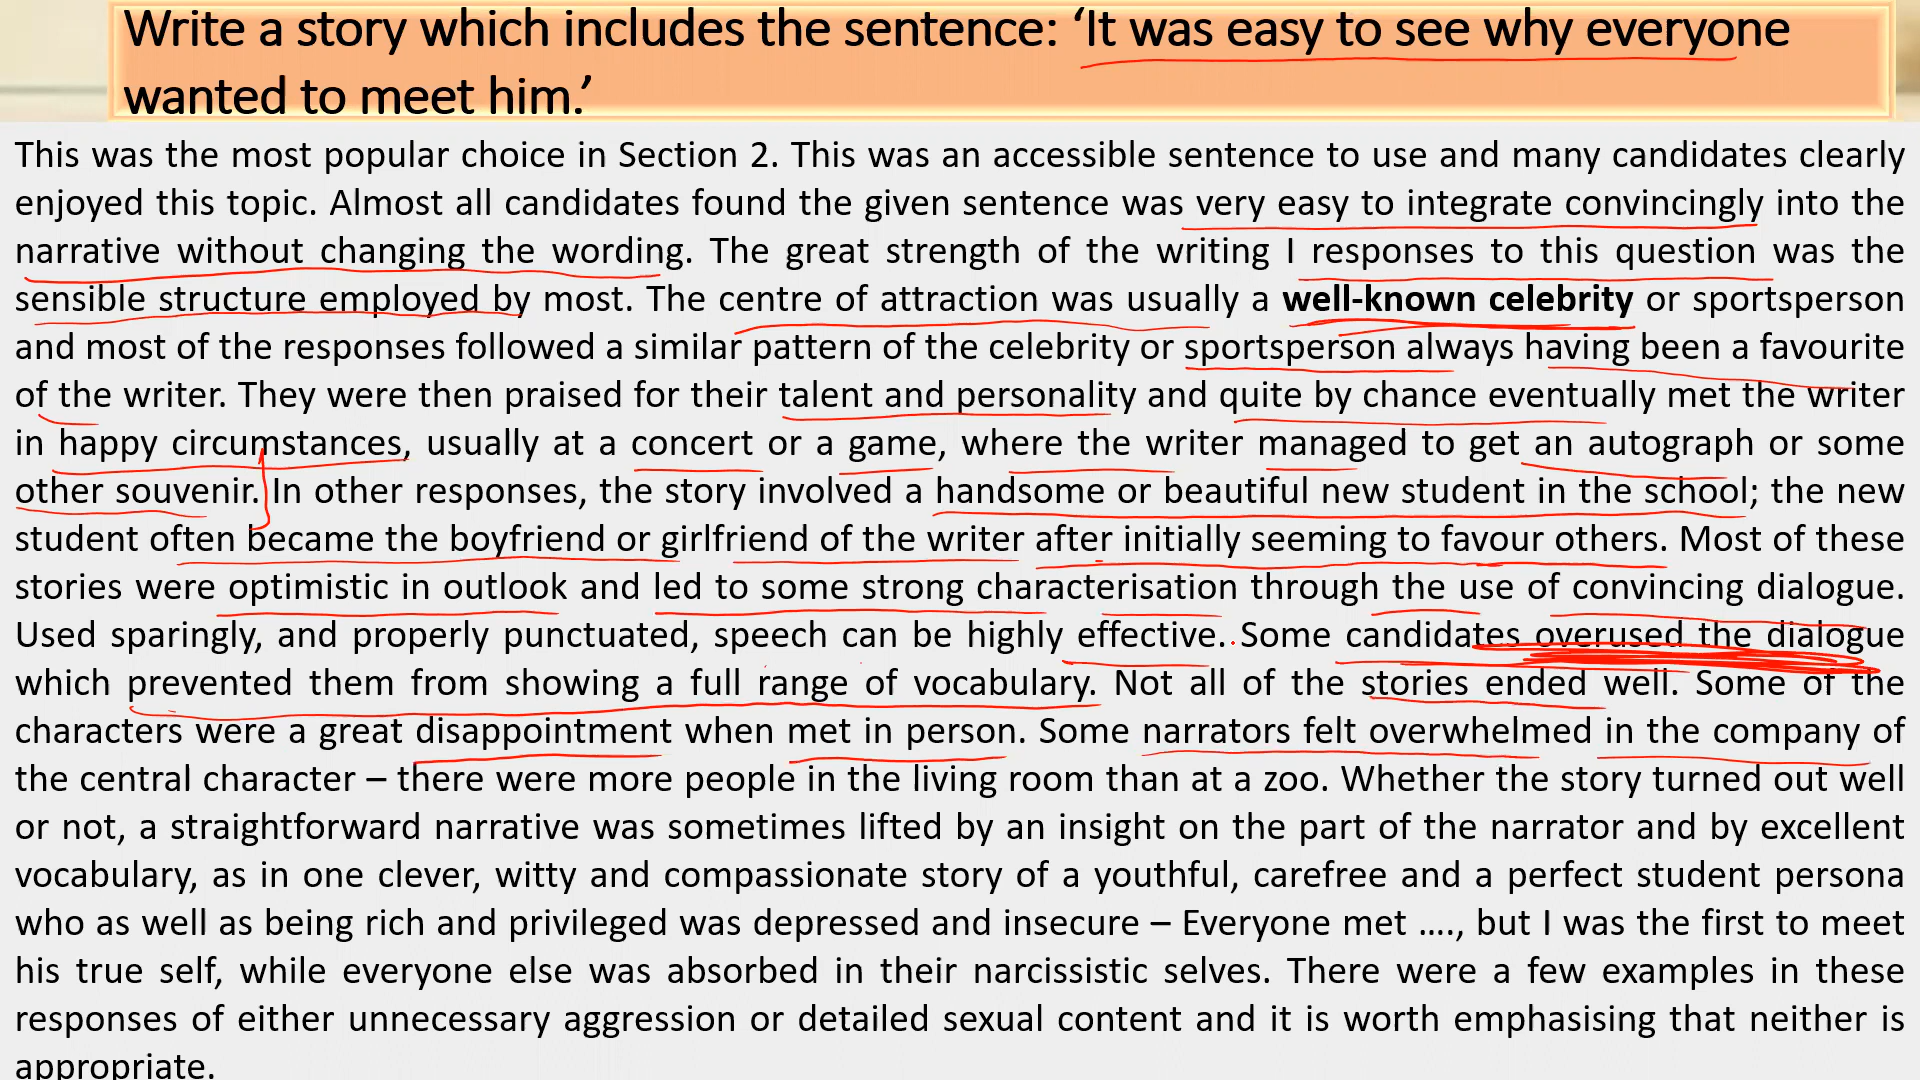 Write a story which includes the sentence: ‘It was easy to see why everyone
wanted to meet him.’
This was the most popular choice in Section 2. This was an accessible sentence to use and many candidates clearly
enjoyed this topic. Almost all candidates found the given sentence was very easy to integrate convincingly into the
narrative without changing the wording. The great strength of the writing I responses to this question was the
sensible structure employed by most. The centre of attraction was usually a well-known celebrity or sportsperson
and most of the responses followed a similar pattern of the celebrity or sportsperson always having been a favourite
of the writer. They were then praised for their talent and personality and quite by chance eventually met the writer
in happy circumstances, usually at a concert or a game, where the writer managed to get an autograph or some
other souvenir. In other responses, the story involved a handsome or beautiful new student in the school; the new
student often became the boyfriend or girlfriend of the writer after initially seeming to favour others. Most of these
stories were optimistic in outlook and led to some strong characterisation through the use of convincing dialogue.
Used sparingly, and properly punctuated, speech can be highly effective. Some candidates overused the dialogue
which prevented them from showing a full range of vocabulary. Not all of the stories ended well. Some of the
characters were a great disappointment when met in person. Some narrators felt overwhelmed in the company of
the central character – there were more people in the living room than at a zoo. Whether the story turned out well
or not, a straightforward narrative was sometimes lifted by an insight on the part of the narrator and by excellent
vocabulary, as in one clever, witty and compassionate story of a youthful, carefree and a perfect student persona
who as well as being rich and privileged was depressed and insecure – Everyone met …., but I was the first to meet
his true self, while everyone else was absorbed in their narcissistic selves. There were a few examples in these
responses of either unnecessary aggression or detailed sexual content and it is worth emphasising that neither is
appropriate.